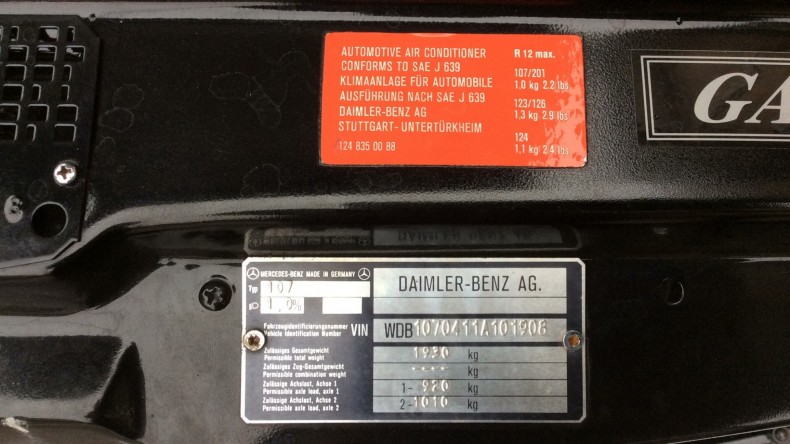 AUTOMOTIVE AIR CONDITIONER
CONFORMS TO SAE J 639
KLIMAANLAGE FÜR AUTOMOBILE
AUSFÜHRUNG NACH SAE J 639
DAIMLER-BENZ AG
STUTTGART- UNTERTÜRKHEIM
124 835 00 88
R 12 max.
107/201
1.0 kg 2.2 lbs
123/126
1,3 kg 2.9 lbs
124
1,1 kg 2.4 lbs
GA
MERCEDES-BENZ MADE IN GERMANY
Typ 107
1,0%
DAIMLER-BENZ AG.
Fahrzeugidentifizierungsnummer
Vehicle Identification Number
VIN WDB1070411A101906
Zulässiges Gesamtgewicht
Permissible total weight
1930 kg
Zulässiges Zug-Gesamtgewicht
Permissible combination weight
---- kg
Zulässige Achslast, Achse 1
Permissible axle load, axle 1
1- 920 kg
Zulässige Achslast, Achse 2
Permissible axle load, axle 2
2- 1010 kg